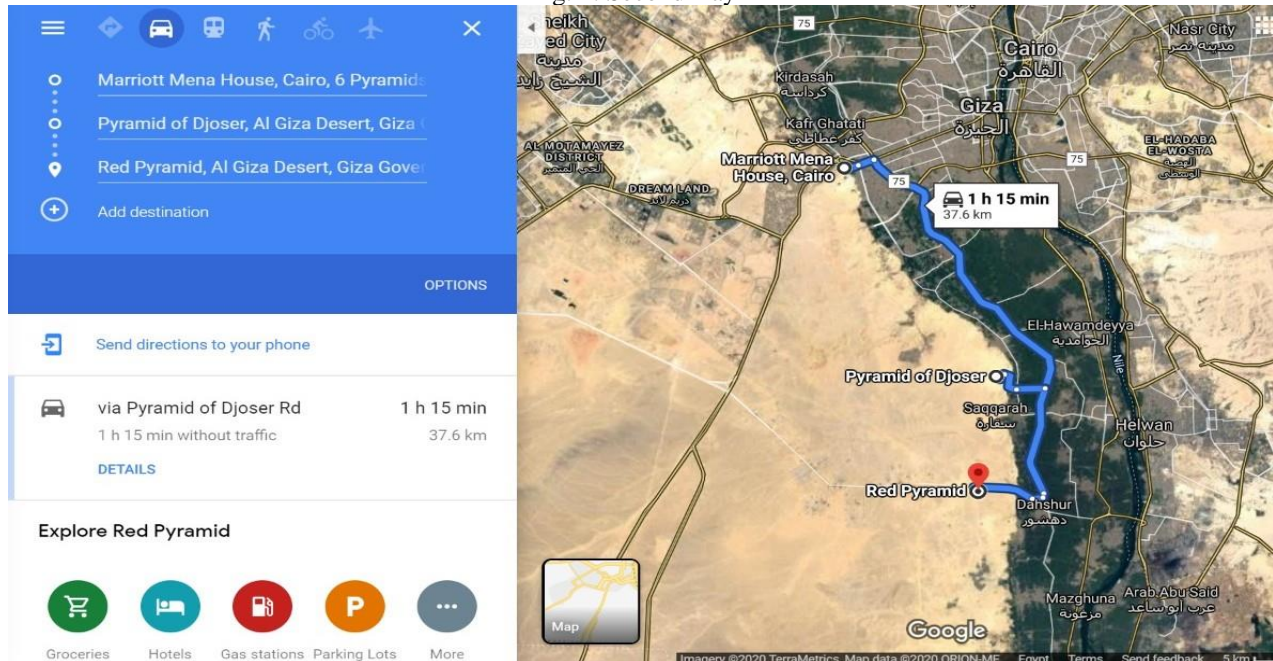 Marriott Mena House, Cairo, 6 Pyramids
Pyramid of Djoser, Al Giza Desert, Giza
Red Pyramid, Al Giza Desert, Giza Gover
Add destination
OPTIONS
Send directions to your phone
via Pyramid of Djoser Rd
1 h 15 min
1 h 15 min without traffic
37.6 km
DETAILS
Explore Red Pyramid
P
Groceries
Hotels
Gas stations
Parking Lots
More
75
Nasr City
مدينة نصر
Cairo
القاهرة
Kirdasah
كرداسة
Giza
الجيزة
Kafr Ghatati
كفر غطاطي
AL MOTAMAYEZ
DISTRICT
EL-HADABA
EL-WOSTA
الهضبة
الوسطى
75
Marriott Mena
House, Cairo
75
DREAM LAND
دريم لاند
1 h 15 min
37.6 km
El-Hawamdeyya
الحوامدية
Nile
Pyramid of Djoser
Saqqarah
سقارة
Helwan
حلوان
Red Pyramid
Dahshur
دهشور
Mazghuna
مزغونة
Arab Abu Said
عرب أبو ساعد
Map
Google
Imagery ©2020 TerraMetrics, Map data ©2020 ORION-ME
Egypt
Terms
Send feedback
5 km